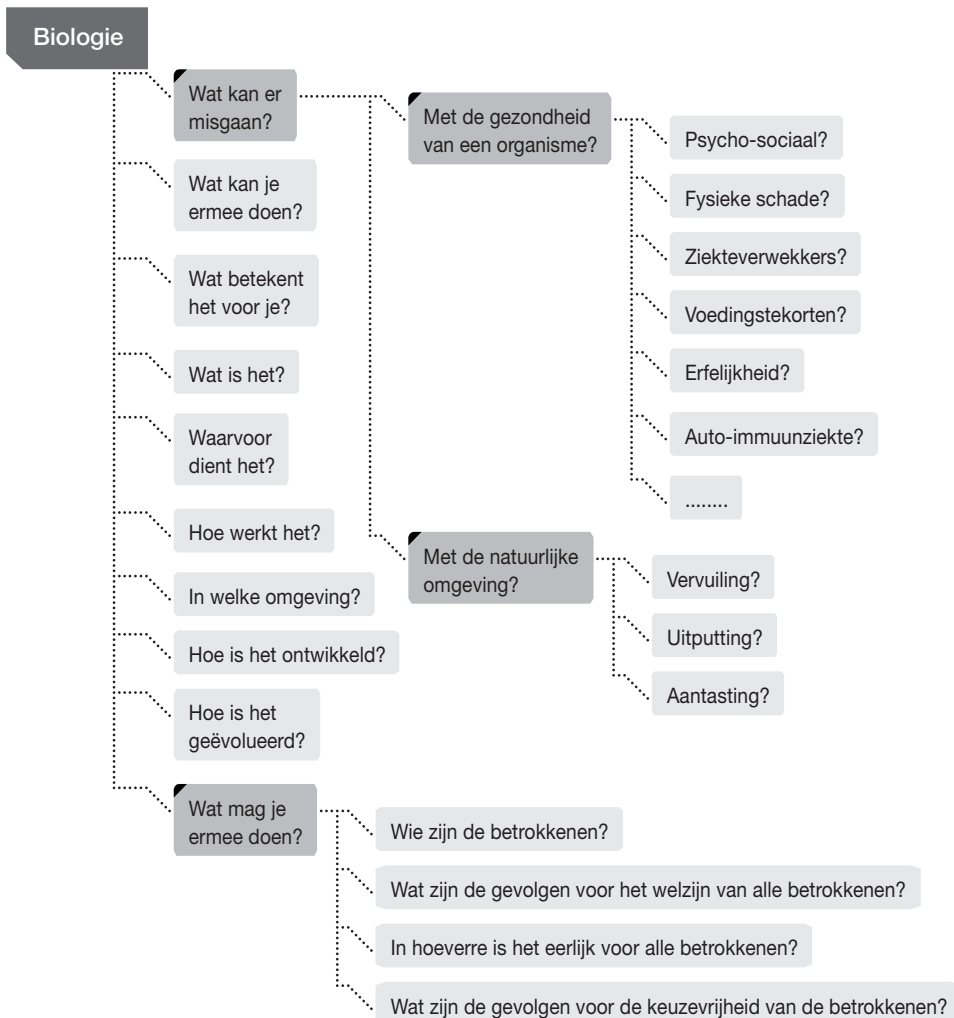 Biologie
Wat kan er
misgaan?
Met de gezondheid
van een organisme?
Psycho-sociaal?
Fysieke schade?
Ziekteverwekkers?
Voedingstekorten?
Erfelijkheid?
Auto-immuunziekte?
........
Met de natuurlijke
omgeving?
Vervuiling?
Uitputting?
Aantasting?
Wat kan je
ermee doen?
Wat betekent
het voor je?
Wat is het?
Waarvoor
dient het?
Hoe werkt het?
In welke omgeving?
Hoe is het ontwikkeld?
Hoe is het
geëvolueerd?
Wat mag je
ermee doen?
Wie zijn de betrokkenen?
Wat zijn de gevolgen voor het welzijn van alle betrokkenen?
In hoeverre is het eerlijk voor alle betrokkenen?
Wat zijn de gevolgen voor de keuzevrijheid van de betrokkenen?